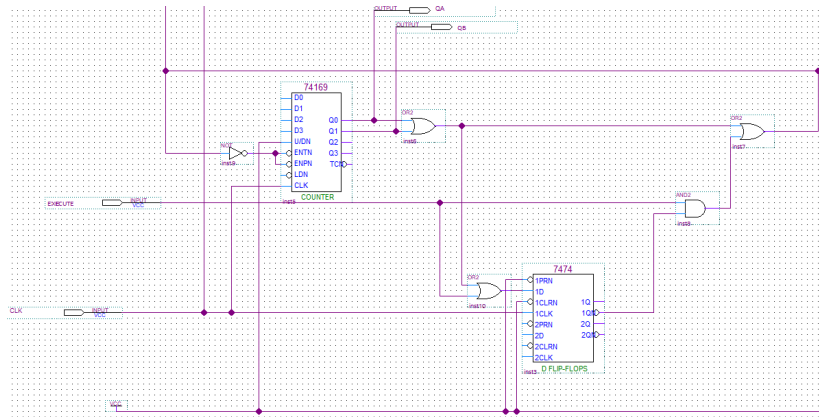 OUTPUT QA
OUTPUT QB
74169
D0
D1
D2 Q0
D3 Q1
U/DN Q2
ENTN Q3
ENPN TCN
LDN
CLK
inst5 COUNTER
NOT
inst9
OR2
inst6
OR2
inst7
EXECUTE INPUT
VCC
AND2
inst8
OR2
inst10
7474
1PRN
1D
1CLRN 1Q
1CLK 1QN
2PRN 2Q
2D 2QN
2CLRN
2CLK
inst3 D FLIP-FLOPS
CLK INPUT
VCC
VCC